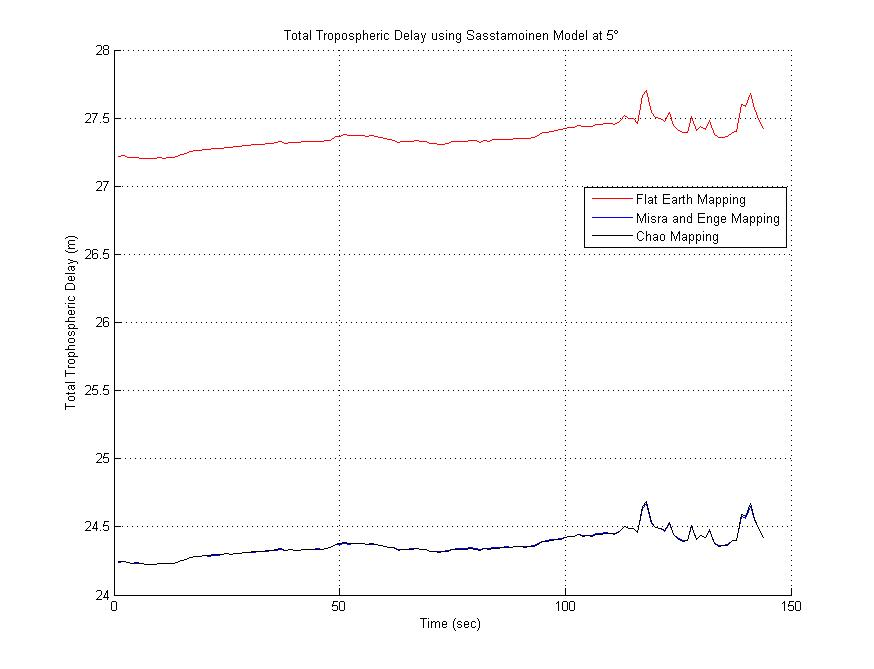 Total Tropospheric Delay using Sasstamoinen Model at 5°
28
27.5
27
26.5
26
25.5
25
24.5
24
Total Trophospheric Delay (m)
Flat Earth Mapping
Misra and Enge Mapping
Chao Mapping
0 50 100 150
Time (sec)